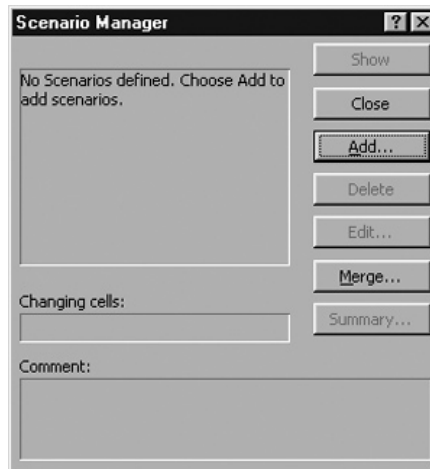 Scenario Manager
No Scenarios defined. Choose Add to
add scenarios.
Show
Close
Add...
Delete
Edit...
Merge...
Summary...
Changing cells:
Comment: